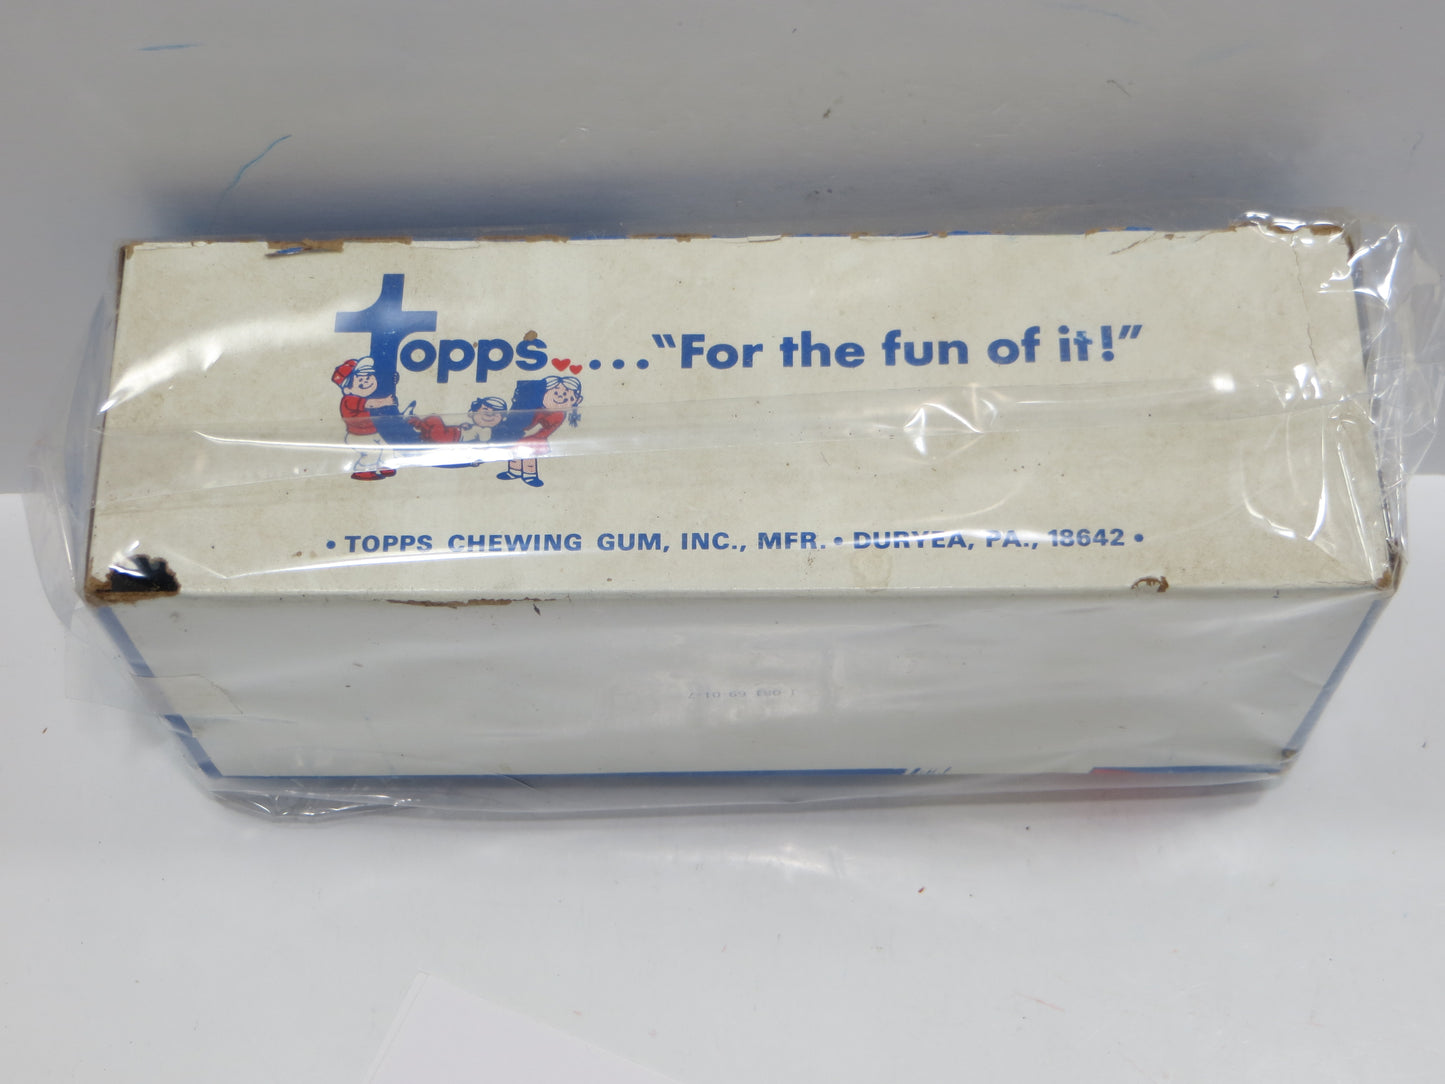 topps..... "For the fun of it!"
• TOPPS CHEWING GUM, INC., MFR. • DURYEA, PA., 18642 •